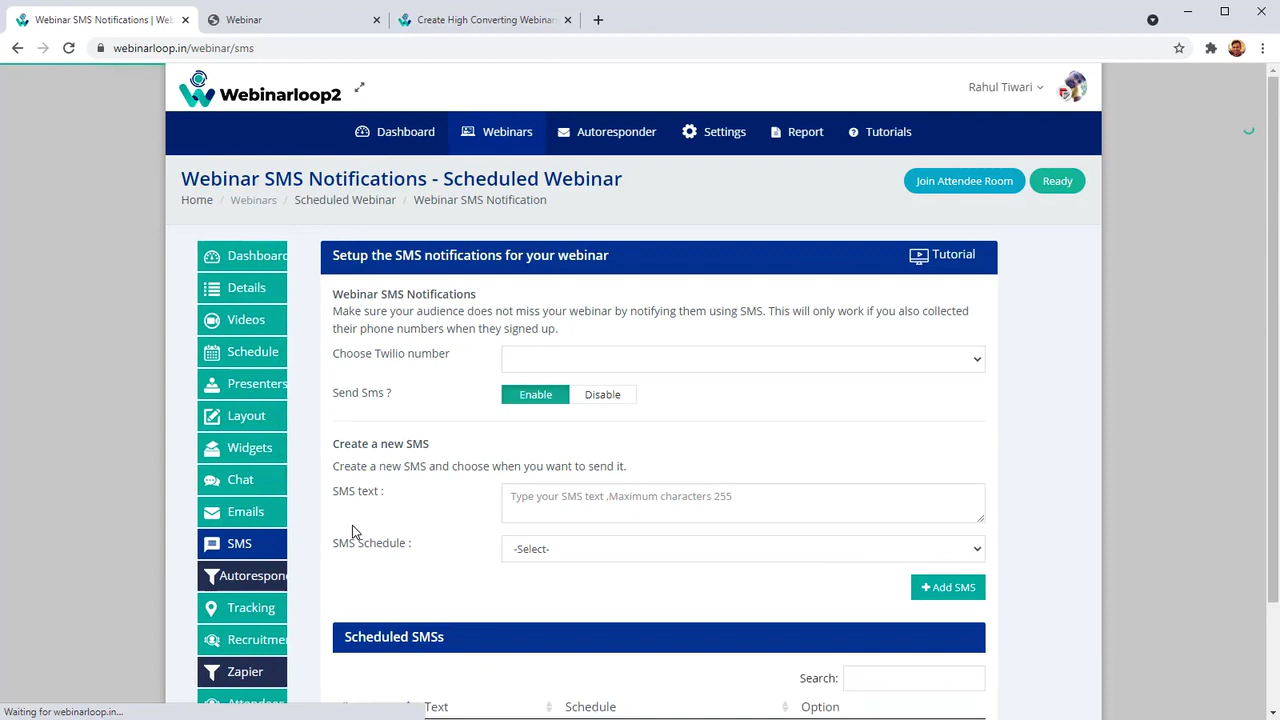 Webinar SMS Notifications | Web
Webinar
Create High Converting Webinar
webinarloop.in/webinar/sms
Webinarloop2
Rahul Tiwari
Dashboard
Webinars
Autoresponder
Settings
Report
Tutorials
Webinar SMS Notifications - Scheduled Webinar
Join Attendee Room
Ready
Home / Webinars / Scheduled Webinar / Webinar SMS Notification
Dashboard
Details
Videos
Schedule
Presenters
Layout
Widgets
Chat
Emails
SMS
Autorespon
Tracking
Recruitme
Zapier
Attendees
Setup the SMS notifications for your webinar
Tutorial
Webinar SMS Notifications
Make sure your audience does not miss your webinar by notifying them using SMS. This will only work if you also collected
their phone numbers when they signed up.
Choose Twilio number
Send Sms ?
Enable
Disable
Create a new SMS
Create a new SMS and choose when you want to send it.
SMS text :
Type your SMS text ,Maximum characters 255
SMS Schedule :
-Select-
+ Add SMS
Scheduled SMSs
Search:
Text
Schedule
Option
Waiting for webinarloop.in...